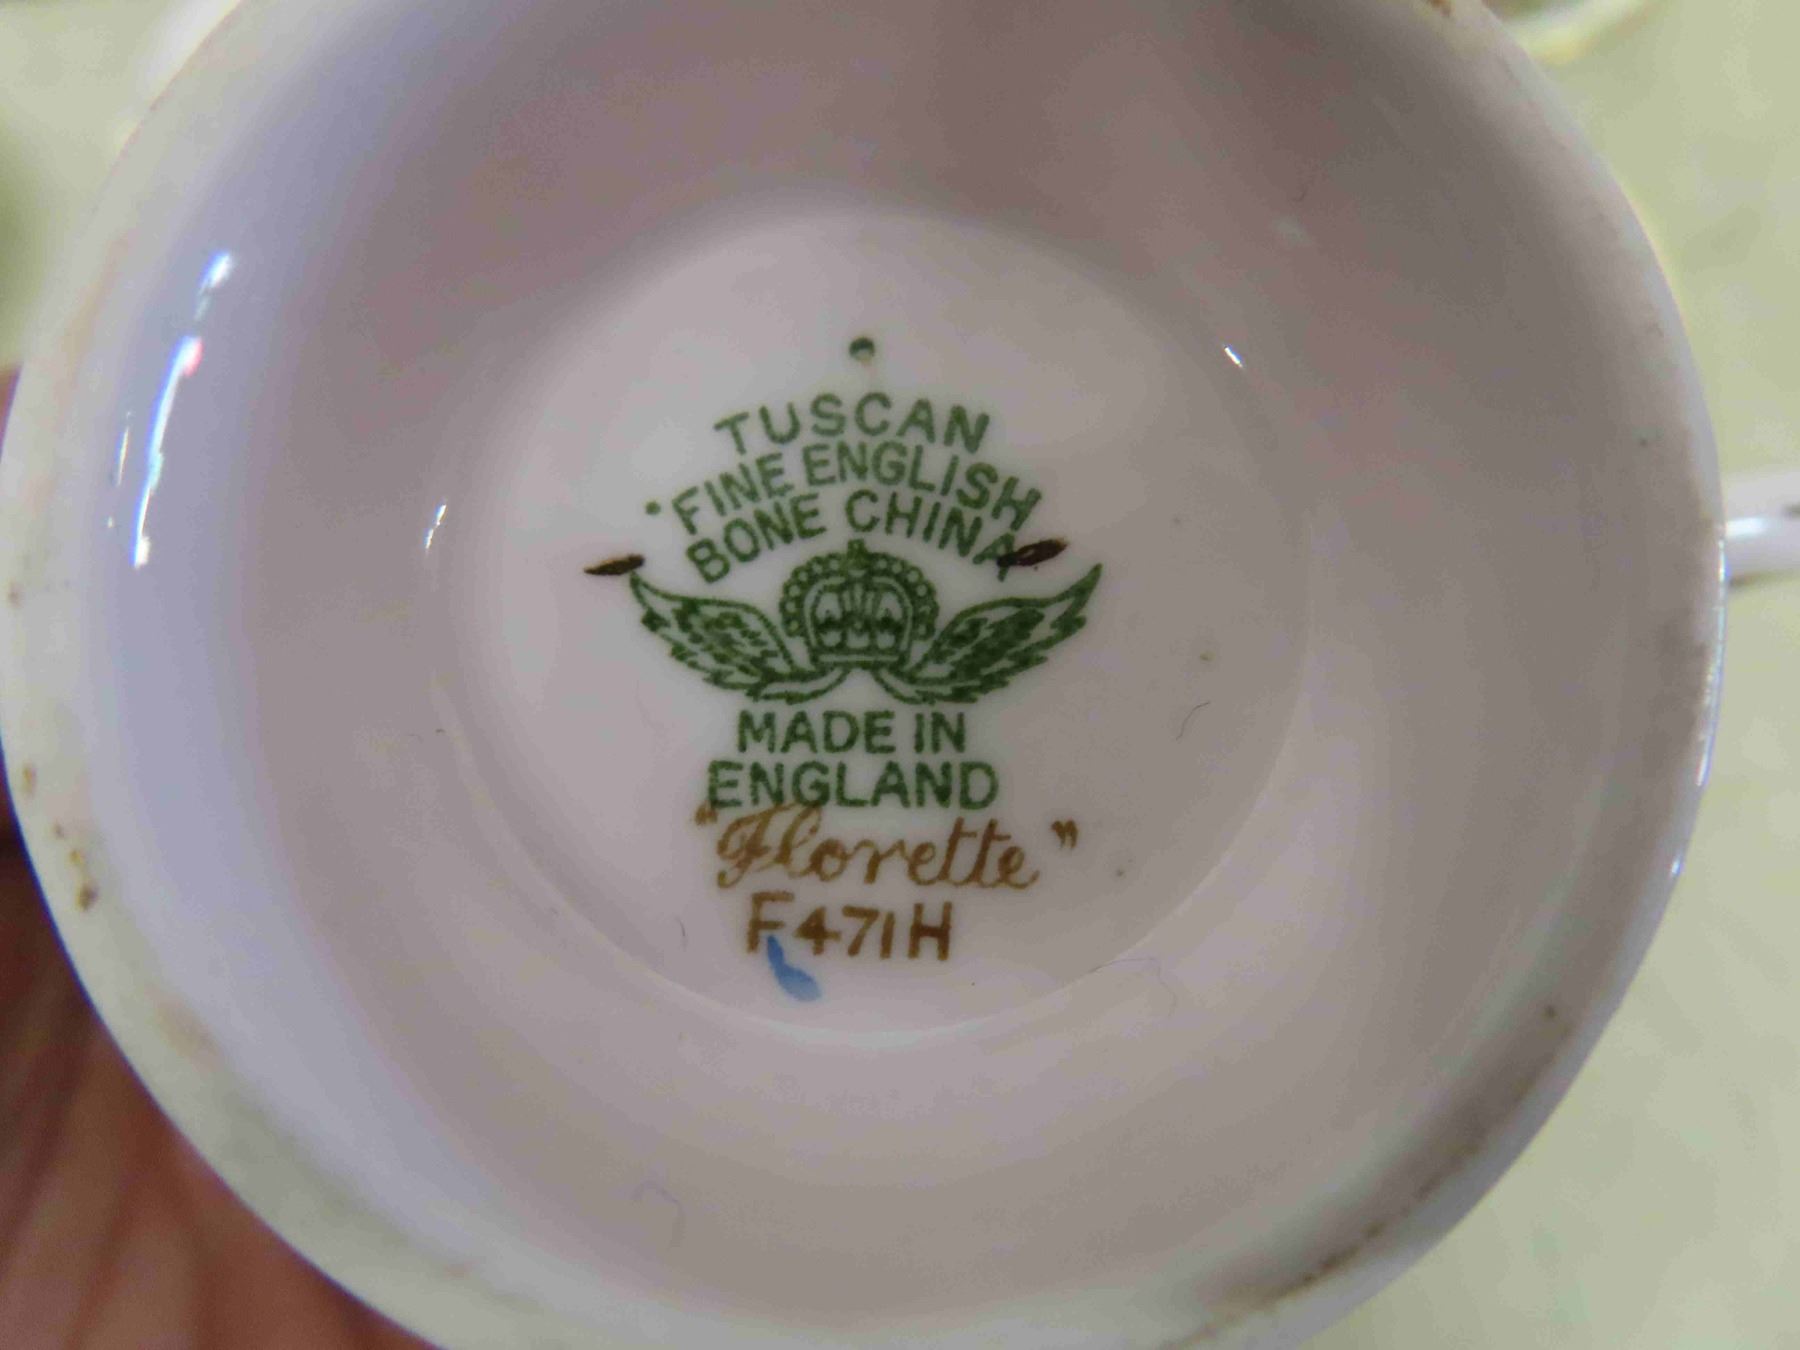 TUSCAN
FINE ENGLISH
BONE CHINA
MADE IN
ENGLAND
"Florette"
F471H